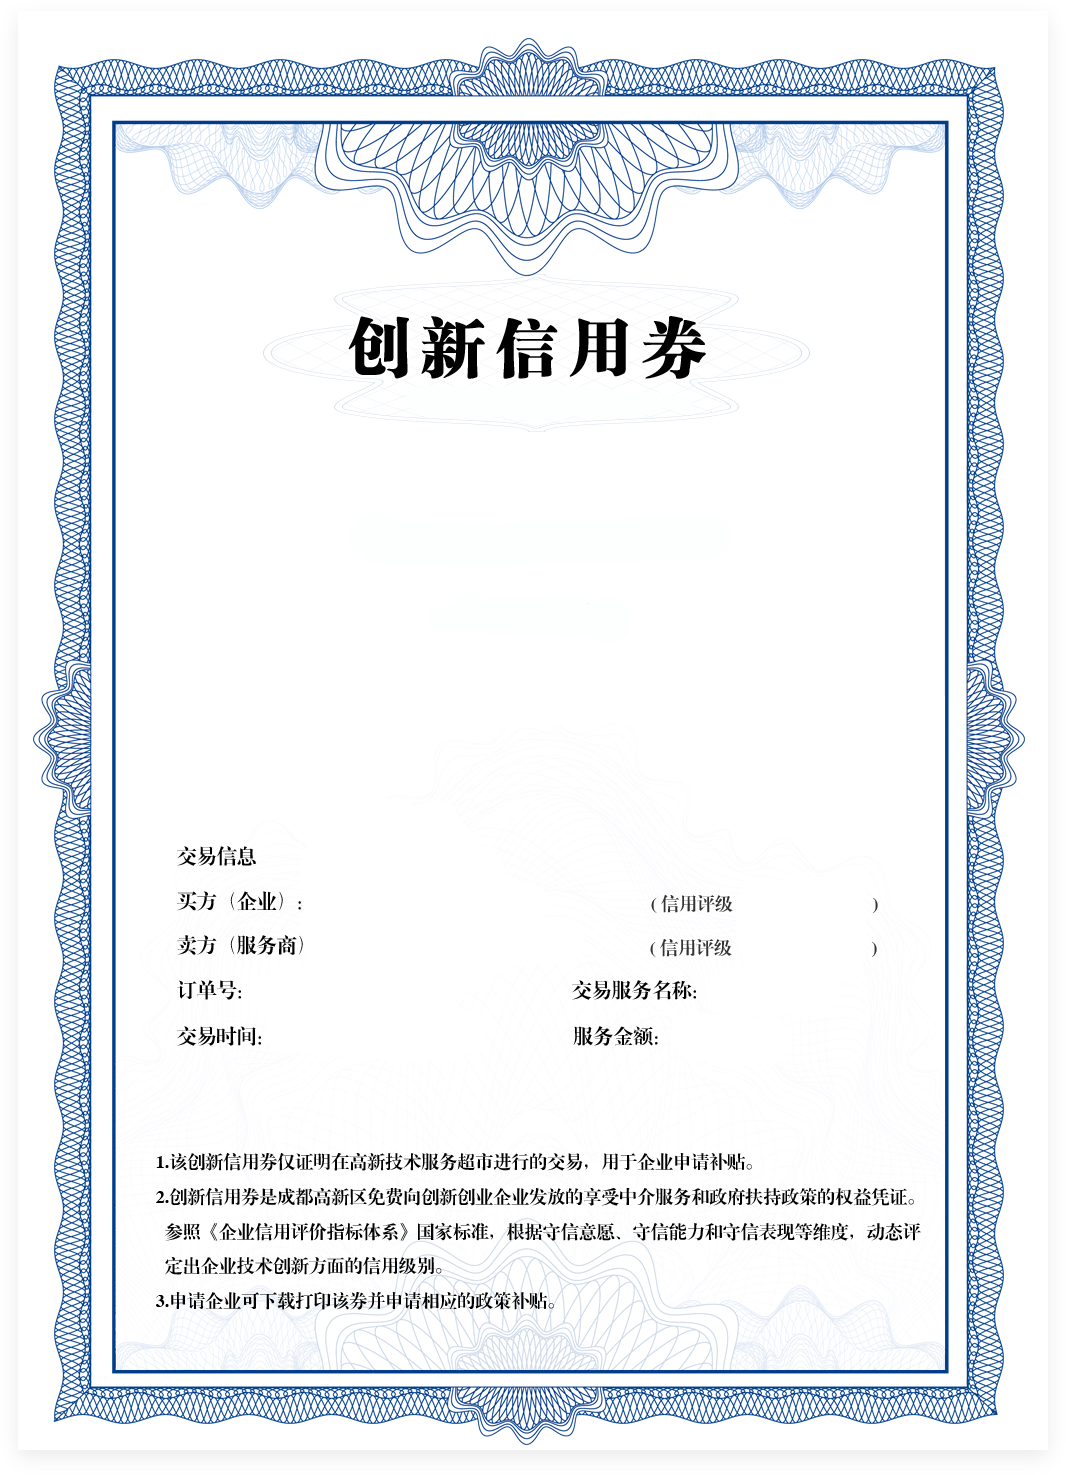 创新信用券
交易信息
买方（企业）:
(信用评级 )
卖方（服务商）
(信用评级 )
订单号:
交易服务名称:
交易时间:
服务金额:
1.该创新信用券仅证明在高新技术服务超市进行的交易，用于企业申请补贴。
2.创新信用券是成都高新区免费向创新创业企业发放的享受中介服务和政府扶持政策的权益凭证。
参照《企业信用评价指标体系》国家标准，根据守信意愿、守信能力和守信表现等维度，动态评
定出企业技术创新方面的信用级别。
3.申请企业可下载打印该券并申请相应的政策补贴。